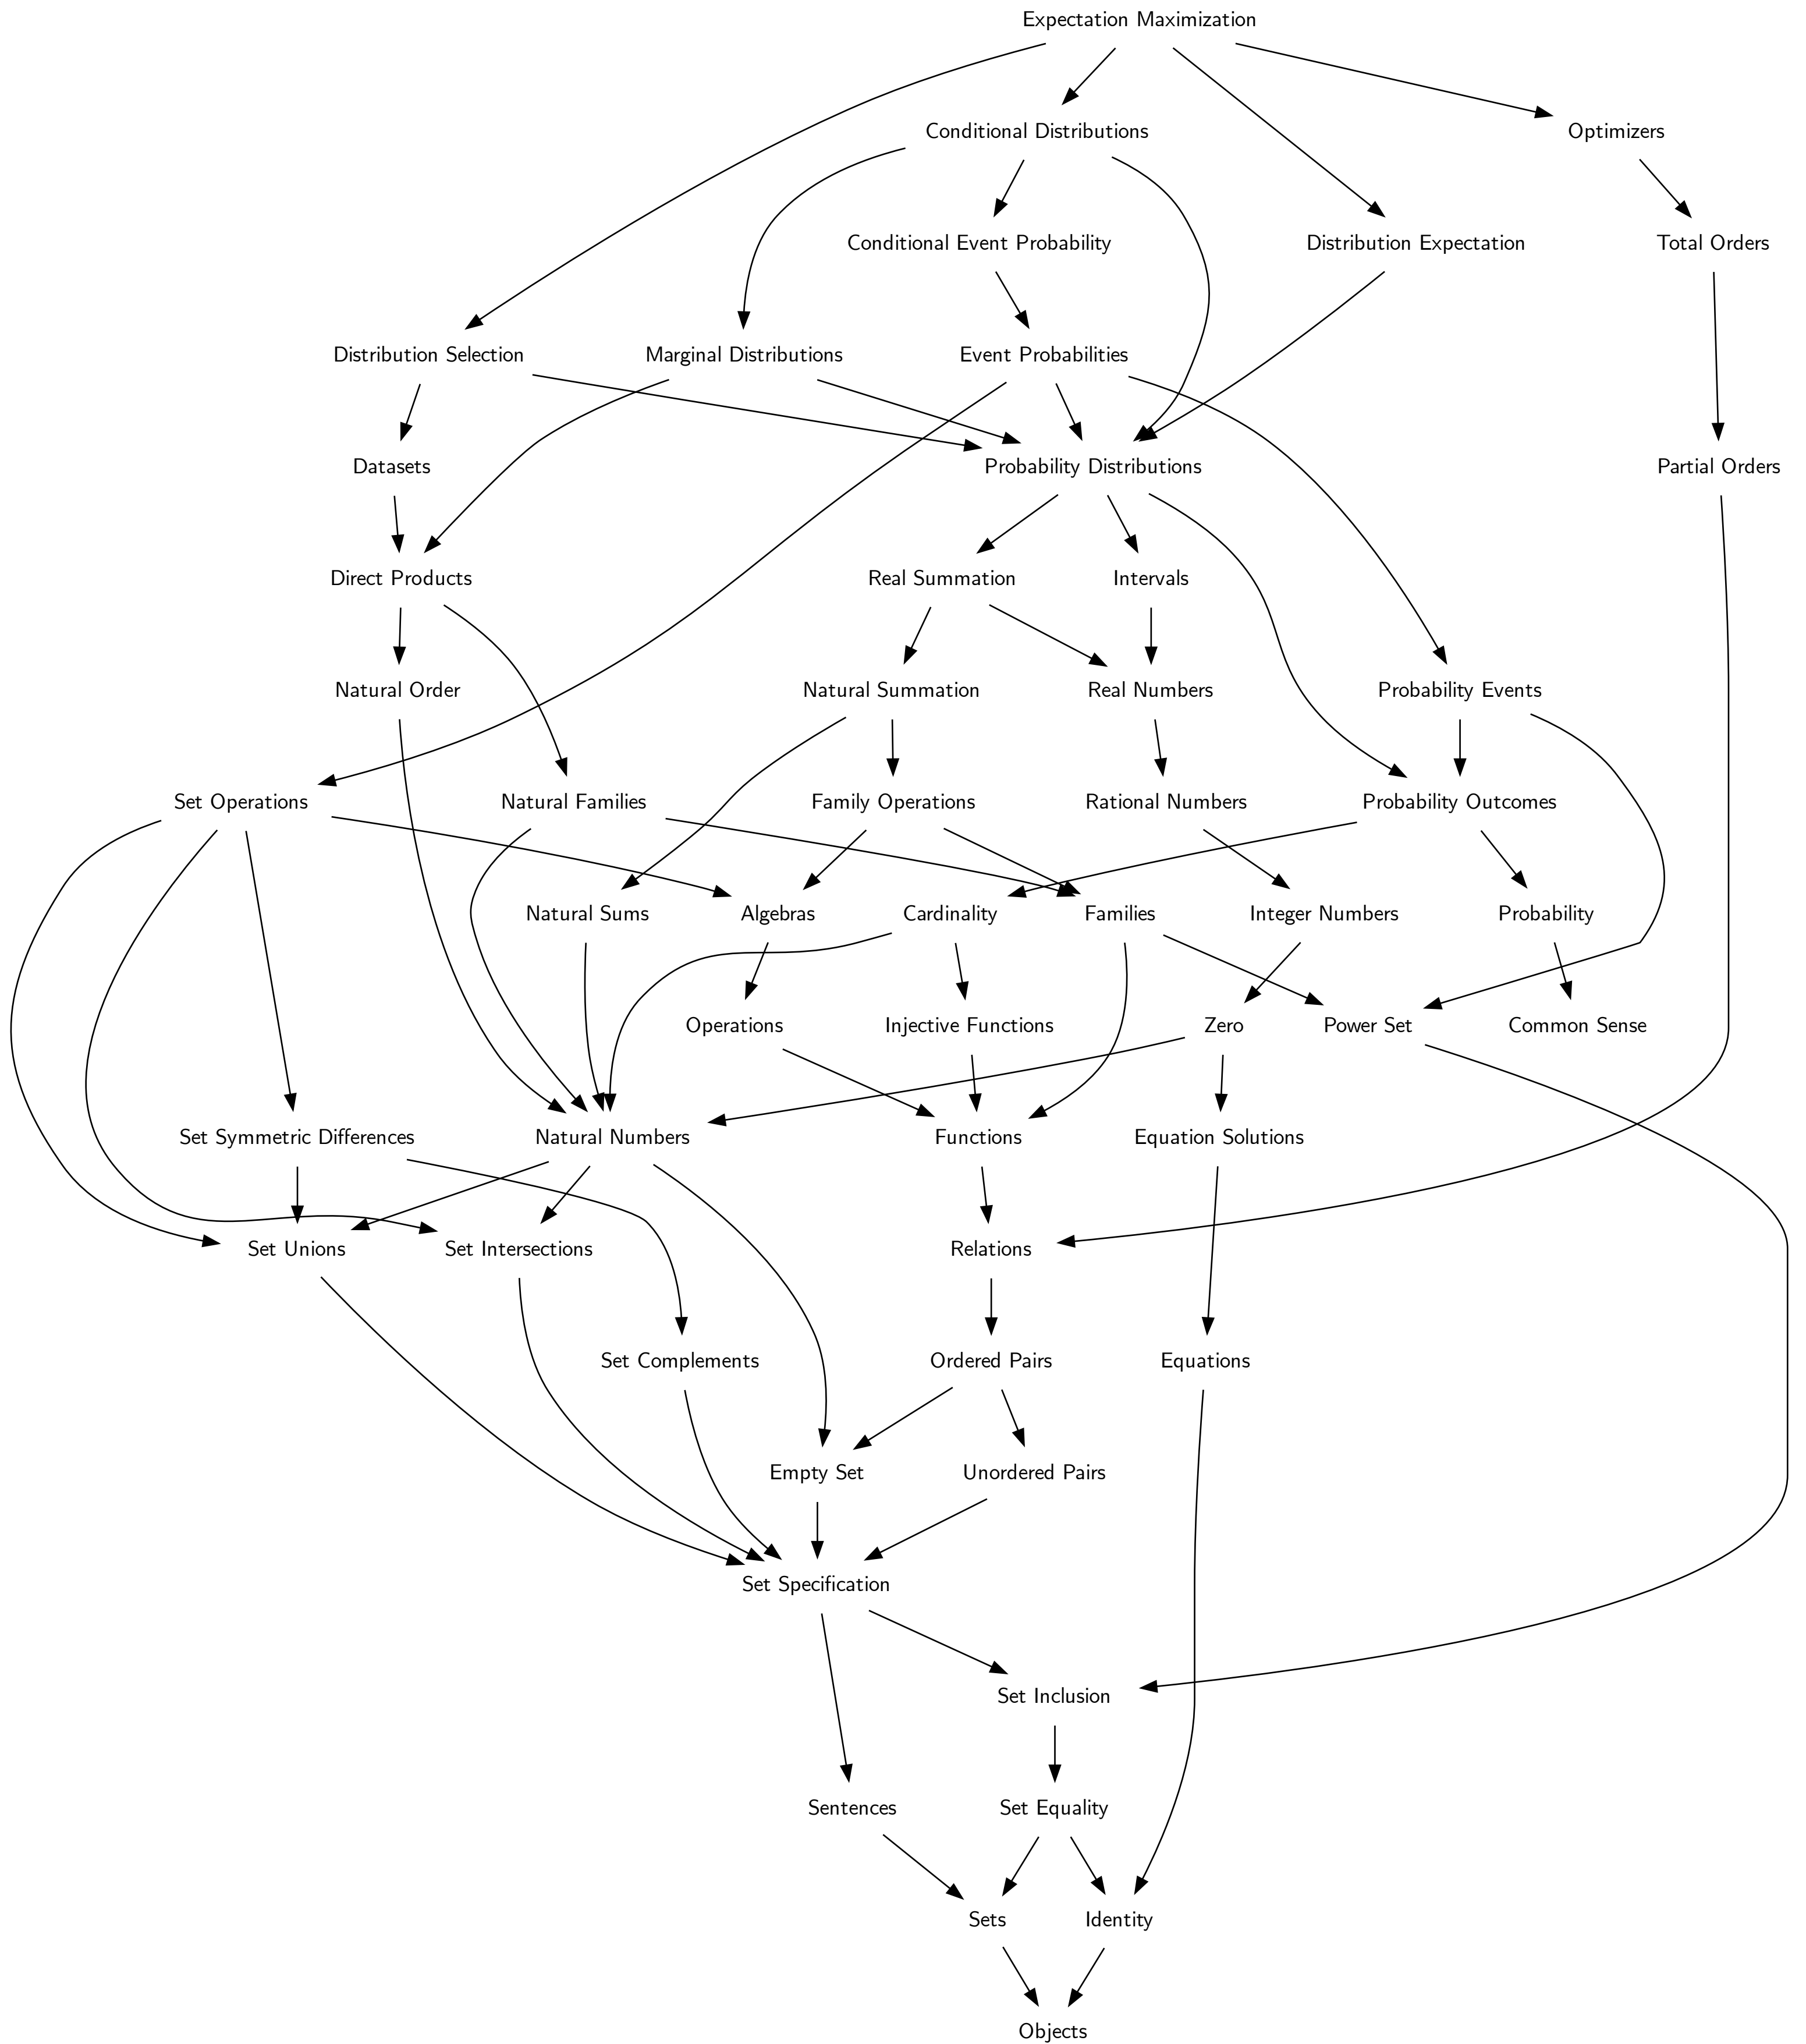 Expectation Maximization
Conditional Distributions
Optimizers
Conditional Event Probability
Distribution Expectation
Total Orders
Distribution Selection
Marginal Distributions
Event Probabilities
Datasets
Probability Distributions
Partial Orders
Direct Products
Real Summation
Intervals
Natural Order
Natural Summation
Real Numbers
Probability Events
Set Operations
Natural Families
Family Operations
Rational Numbers
Probability Outcomes
Natural Sums
Algebras
Cardinality
Families
Integer Numbers
Probability
Operations
Injective Functions
Zero
Power Set
Common Sense
Set Symmetric Differences
Natural Numbers
Functions
Equation Solutions
Set Unions
Set Intersections
Relations
Set Complements
Ordered Pairs
Equations
Empty Set
Unordered Pairs
Set Specification
Set Inclusion
Sentences
Set Equality
Sets
Identity
Objects